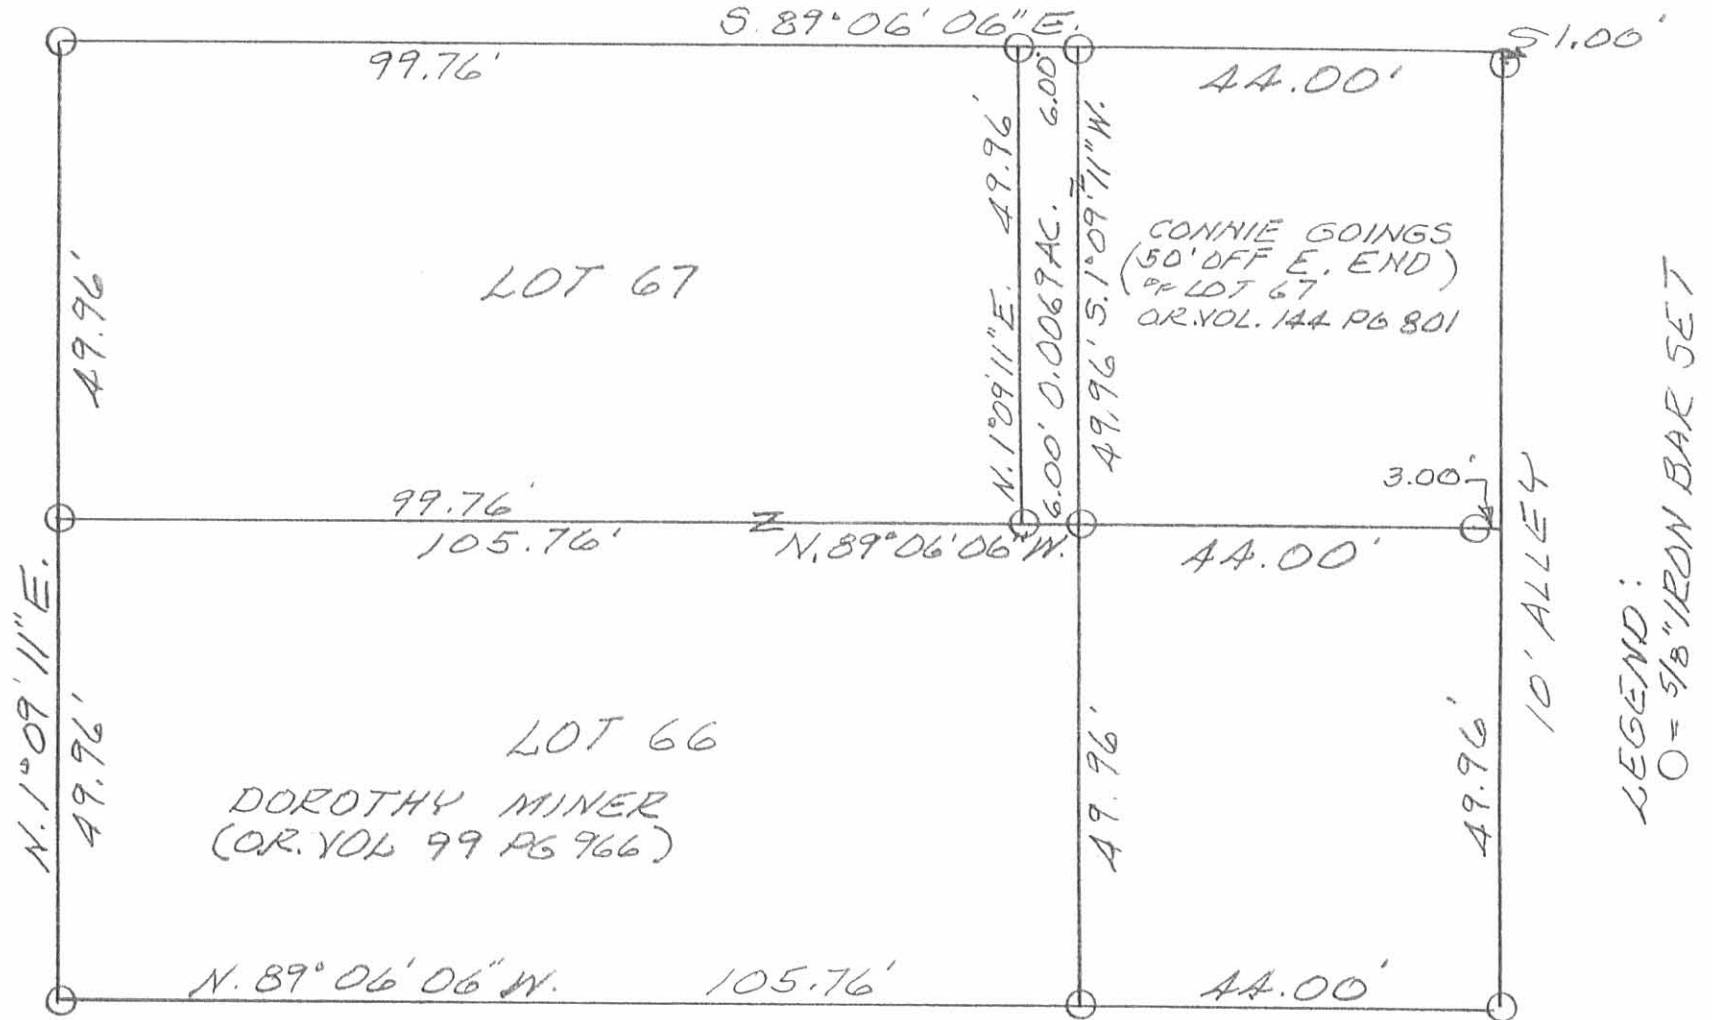 S. 89° 06' 06" E.
S 1.00'
99.76'
6.00'
44.00'
49.96'
LOT 67
N. 1° 09' 11" E. 49.96'
6.00' 0.0069 AC.
49.96' S. 1° 09' 11" W.
CONNIE GOINGS
(50' OFF E. END)
OF LOT 67
OR. VOL. 144 PG 801
3.00'
99.76'
105.76'
Z
N. 89° 06' 06" W.
44.00'
10' ALLEY
LEGEND:
O = 5/8" IRON BAR SET
N. 1° 09' 11" E.
49.96'
LOT 66
DOROTHY MINER
(OR. VOL 99 PG 966)
49.96'
49.96'
N. 89° 06' 06" W. 105.76'
44.00'